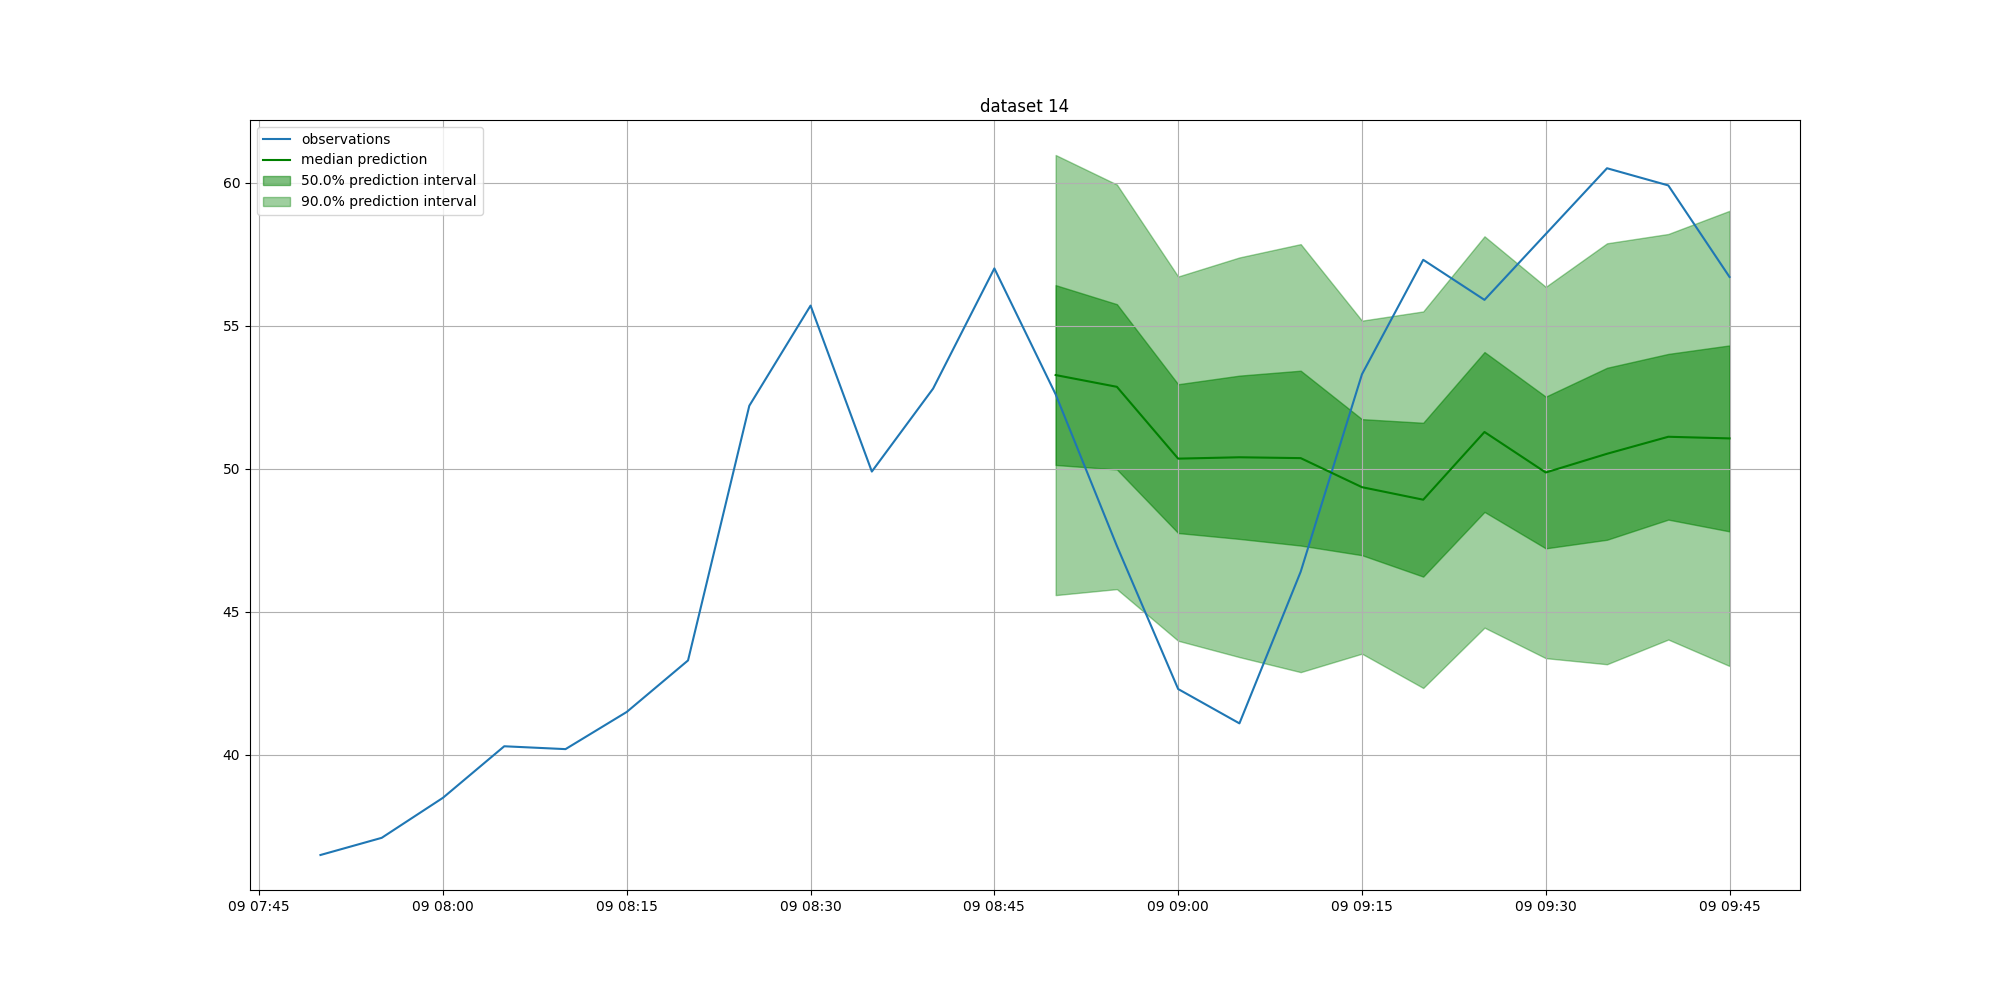 dataset 14
observations
median prediction
50.0% prediction interval
90.0% prediction interval
60
55
50
45
40
09 07:45 09 08:00 09 08:15 09 08:30 09 08:45 09 09:00 09 09:15 09 09:30 09 09:45